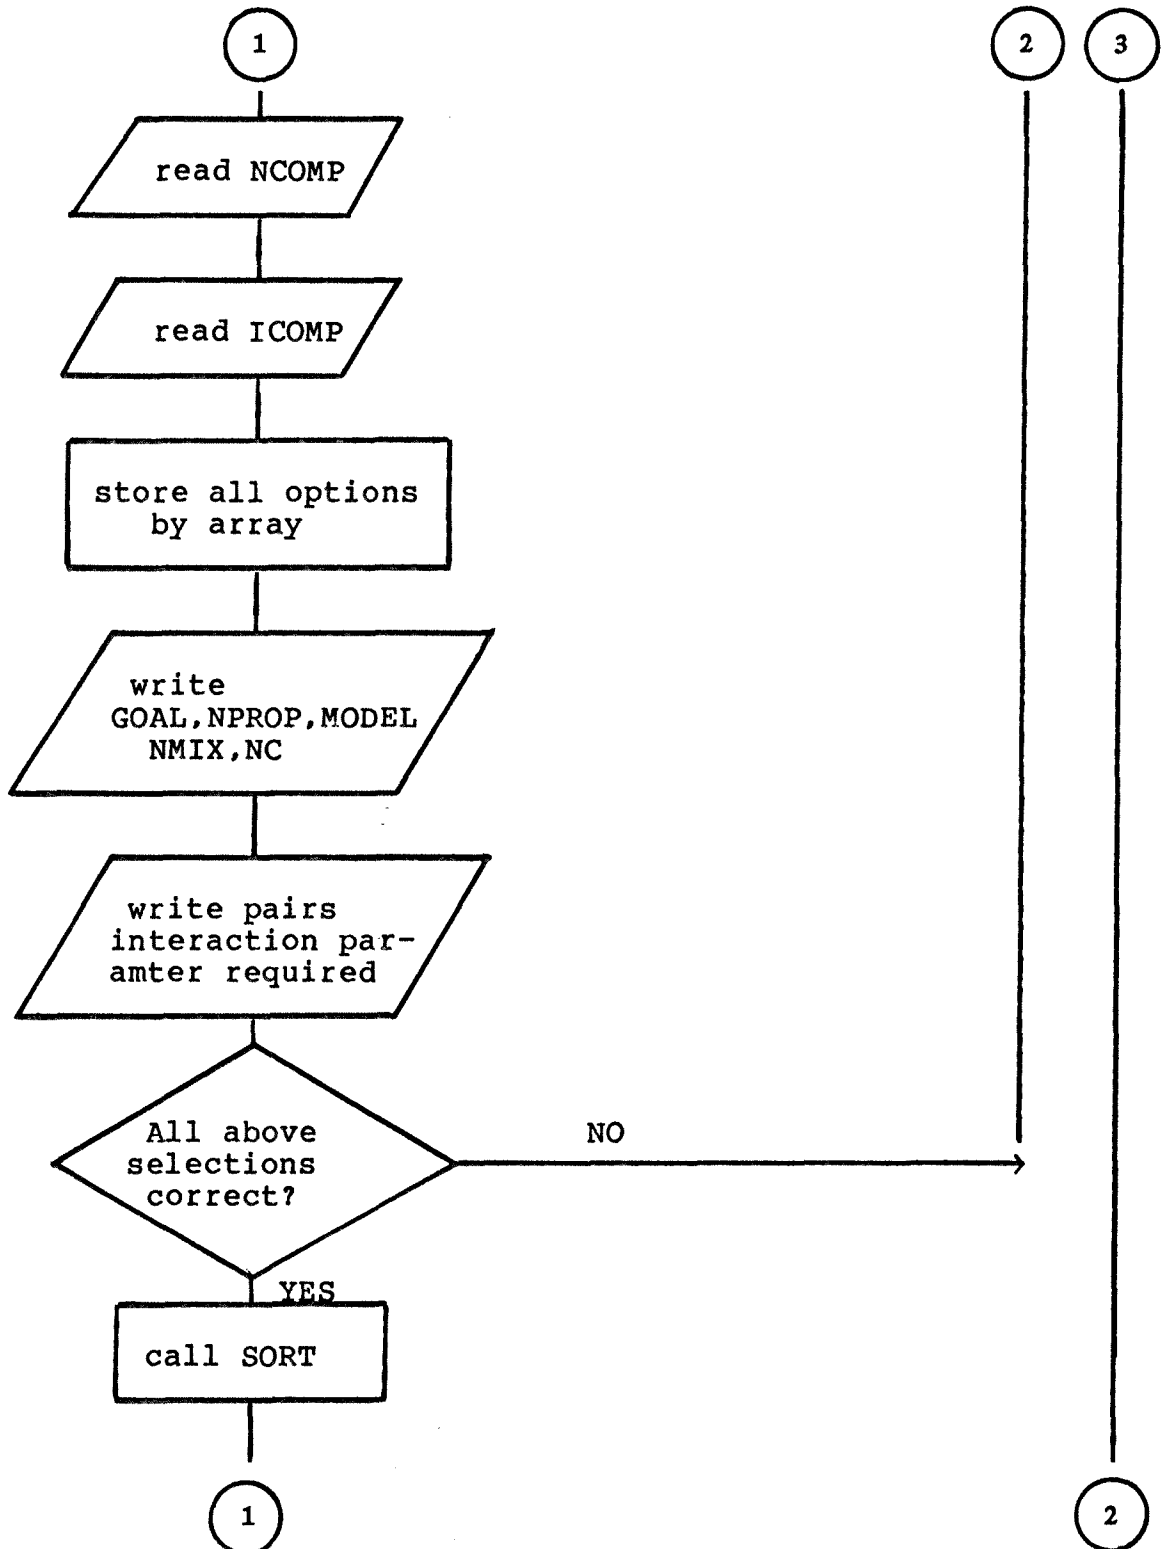 1
2
3
read NCOMP
read ICOMP
store all options
by array
write
GOAL,NPROP,MODEL
NMIX,NC
write pairs
interaction par-
amter required
All above
selections
correct?
NO
YES
call SORT
1
2